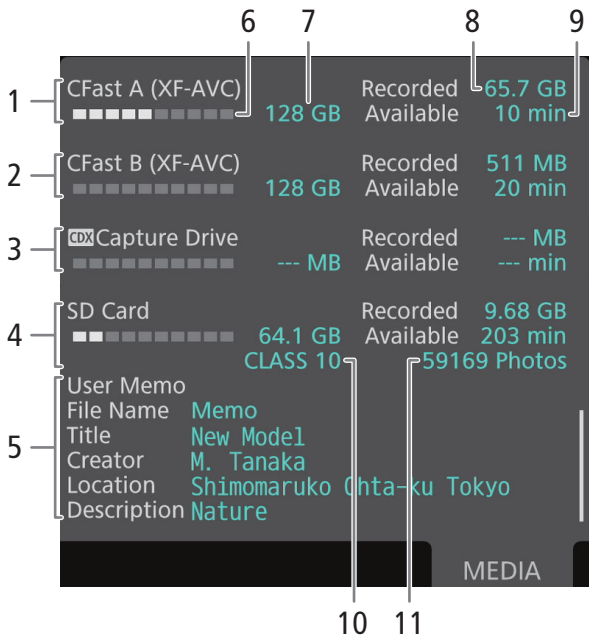 6 7 8 9
1 CFast A (XF-AVC) Recorded 65.7 GB
128 GB Available 10 min
2 CFast B (XF-AVC) Recorded 511 MB
128 GB Available 20 min
3 CDX Capture Drive Recorded --- MB
--- MB Available --- min
4 SD Card Recorded 9.68 GB
64.1 GB Available 203 min
CLASS 10 59169 Photos
5 User Memo
File Name Memo
Title New Model
Creator M. Tanaka
Location Shimomaruko Ohta-ku Tokyo
Description Nature
MEDIA
10 11